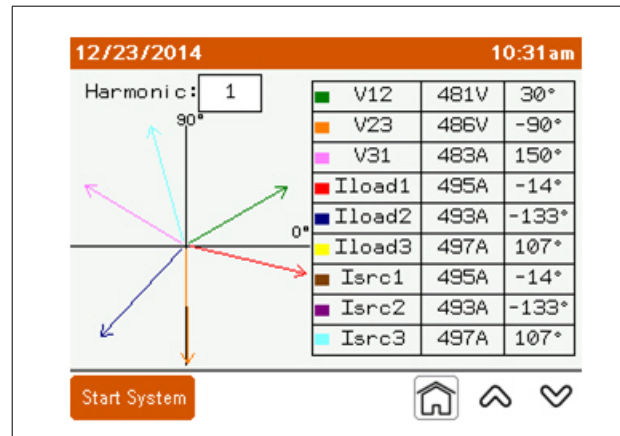 12/23/2014 10:31am
Harmonic: 1
90°
0°
V12 481V 30°
V23 486V -90°
V31 483A 150°
Iload1 495A -14°
Iload2 493A -133°
Iload3 497A 107°
Isrc1 495A -14°
Isrc2 493A -133°
Isrc3 497A 107°
Start System